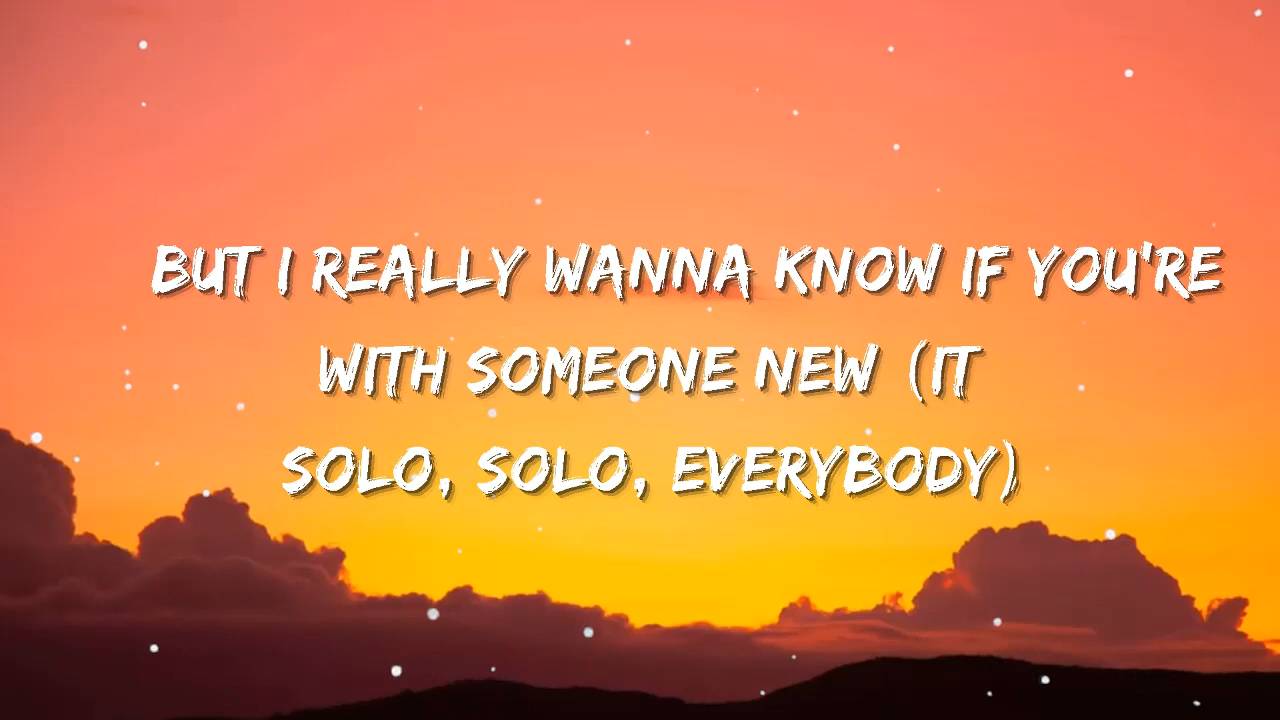 BUT I REALLY WANNA KNOW IF YOU'RE
WITH SOMEONE NEW (IT
SOLO, SOLO, EVERYBODY)